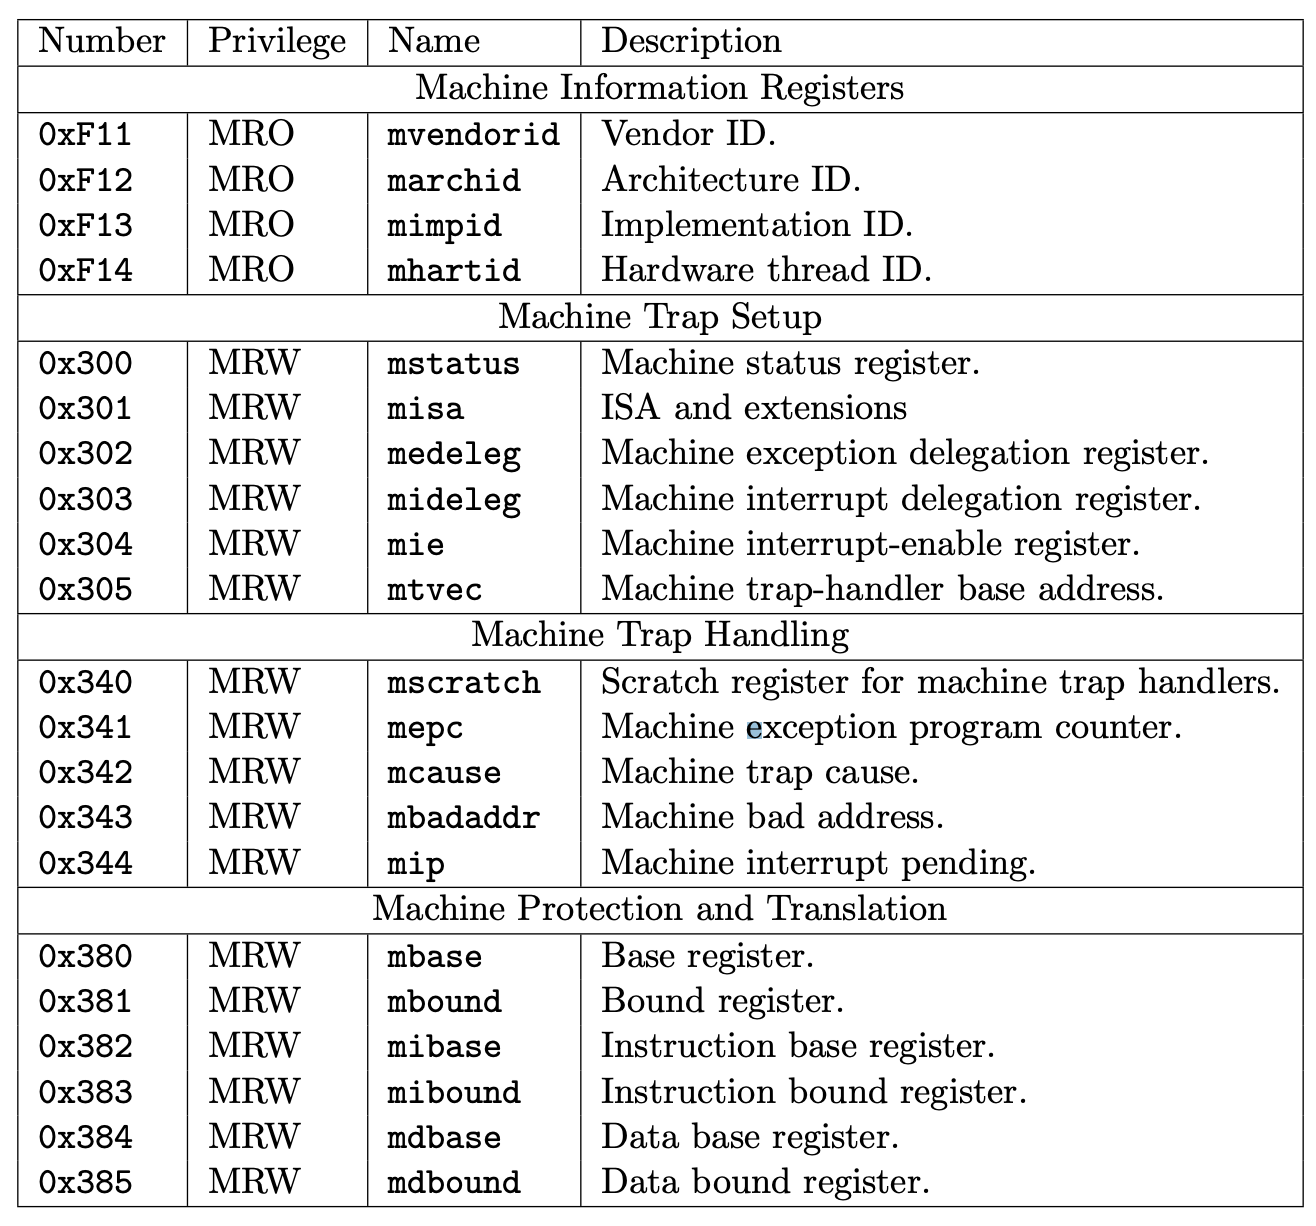 Number Privilege Name Description
Machine Information Registers
0xF11 MRO mvendorid Vendor ID.
0xF12 MRO marchid Architecture ID.
0xF13 MRO mimpid Implementation ID.
0xF14 MRO mhartid Hardware thread ID.
Machine Trap Setup
0x300 MRW mstatus Machine status register.
0x301 MRW misa ISA and extensions
0x302 MRW medeleg Machine exception delegation register.
0x303 MRW mideleg Machine interrupt delegation register.
0x304 MRW mie Machine interrupt-enable register.
0x305 MRW mtvec Machine trap-handler base address.
Machine Trap Handling
0x340 MRW mscratch Scratch register for machine trap handlers.
0x341 MRW mepc Machine exception program counter.
0x342 MRW mcause Machine trap cause.
0x343 MRW mbadaddr Machine bad address.
0x344 MRW mip Machine interrupt pending.
Machine Protection and Translation
0x380 MRW mbase Base register.
0x381 MRW mbound Bound register.
0x382 MRW mibase Instruction base register.
0x383 MRW mibound Instruction bound register.
0x384 MRW mdbase Data base register.
0x385 MRW mdbound Data bound register.